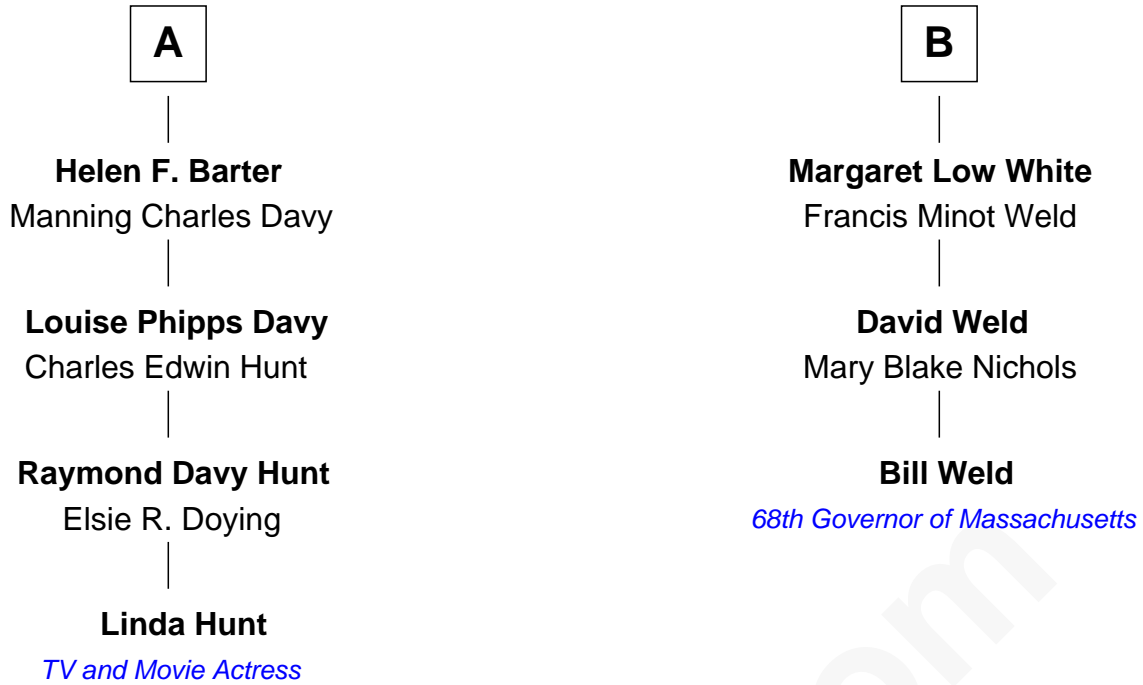 A
Helen F. Barter
Manning Charles Davy
Louise Phipps Davy
Charles Edwin Hunt
Raymond Davy Hunt
Elsie R. Doying
Linda Hunt
TV and Movie Actress
B
Margaret Low White
Francis Minot Weld
David Weld
Mary Blake Nichols
Bill Weld
68th Governor of Massachusetts
om